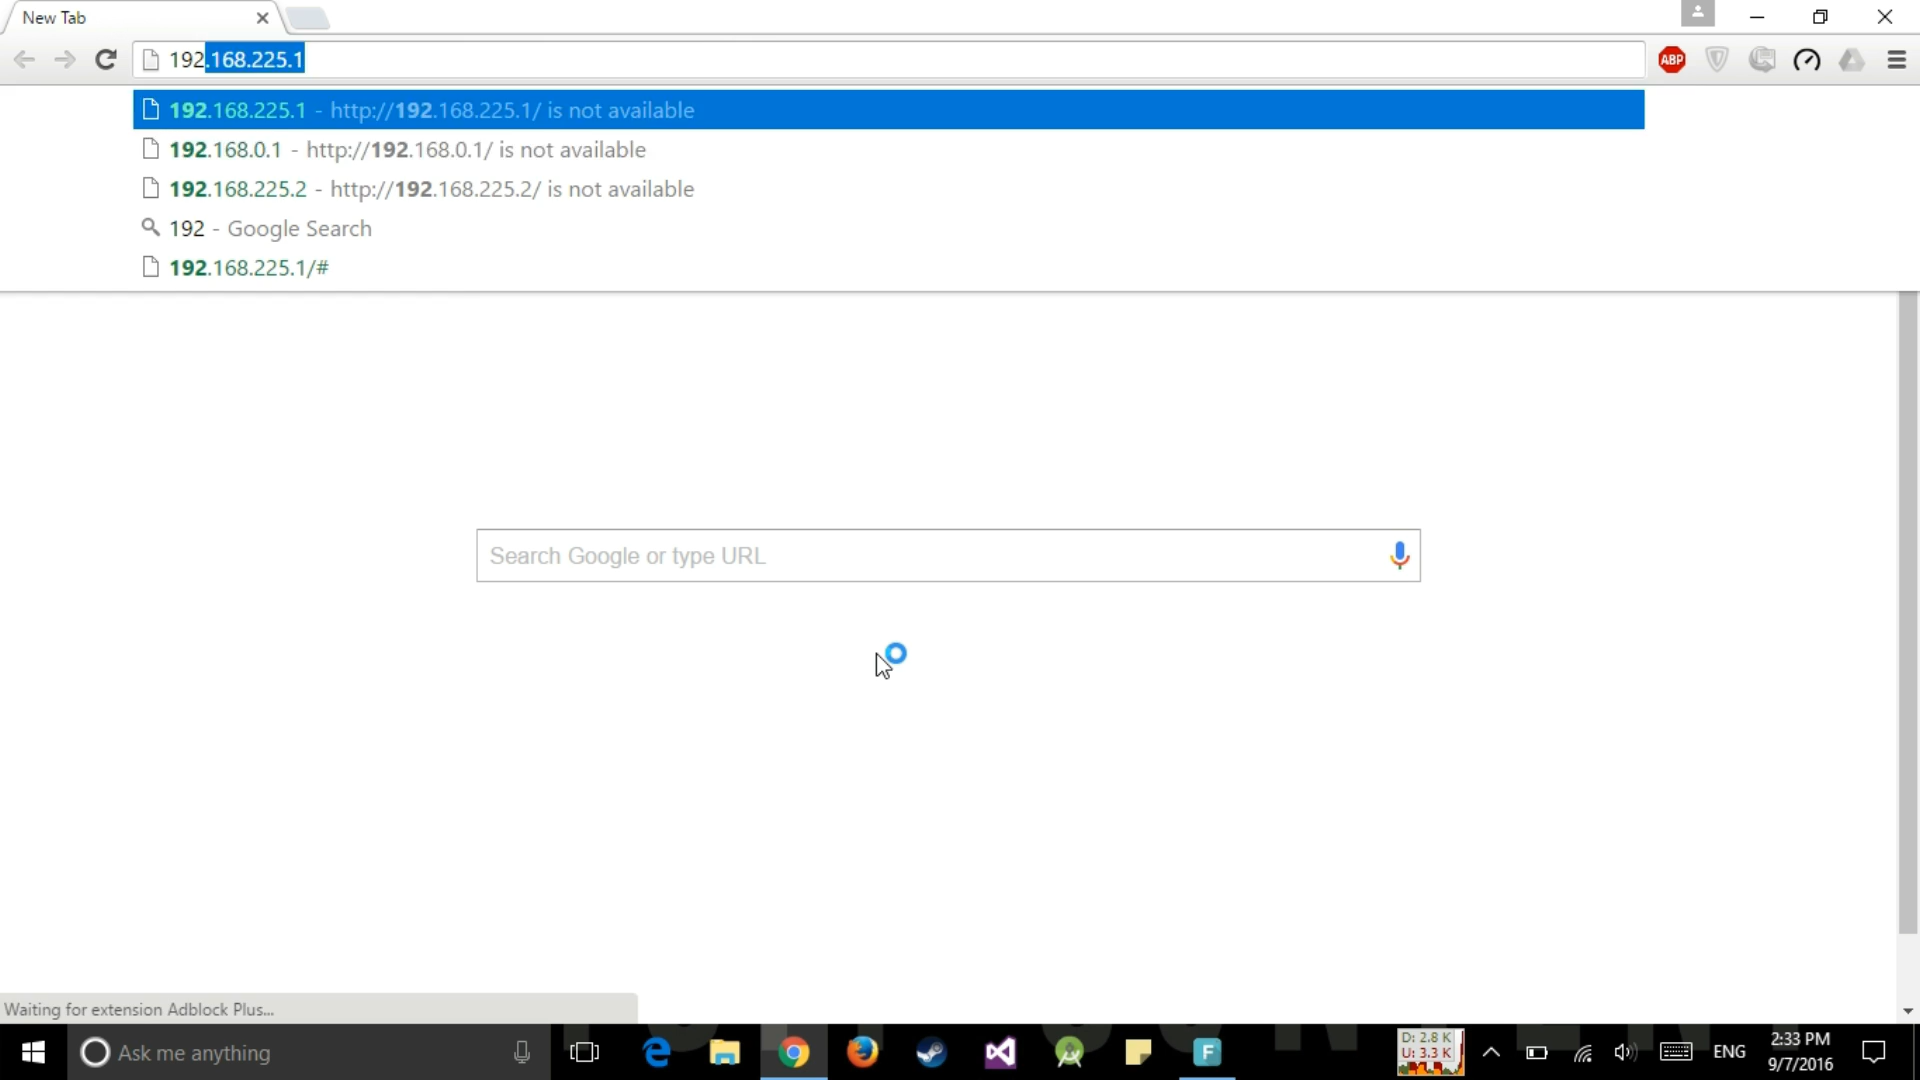 New Tab
192.168.225.1
ABP
192.168.225.1 - http://192.168.225.1/ is not available
192.168.0.1 - http://192.168.0.1/ is not available
192.168.225.2 - http://192.168.225.2/ is not available
192 - Google Search
192.168.225.1/#
Search Google or type URL
Waiting for extension Adblock Plus...
Ask me anything
F
D: 2.8 K
U: 3.3 K
ENG
2:33 PM
9/7/2016